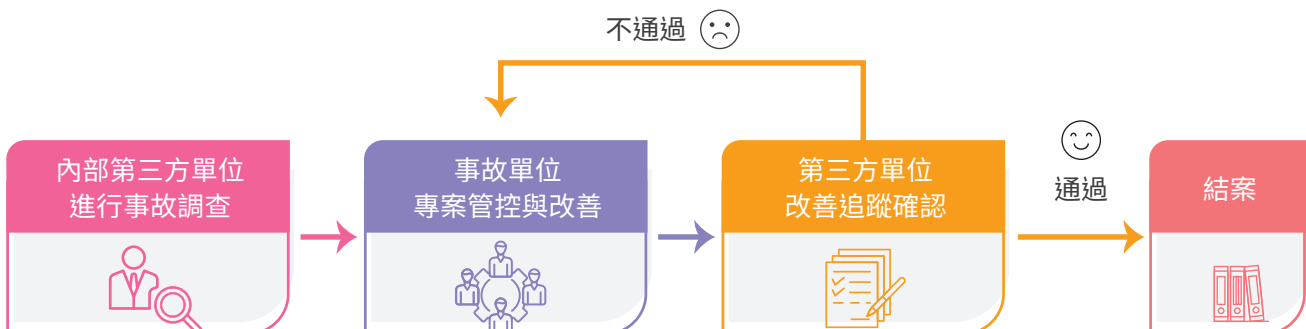 不通過
內部第三方單位
進行事故調查
事故單位
專案管控與改善
第三方單位
改善追蹤確認
通過
結案